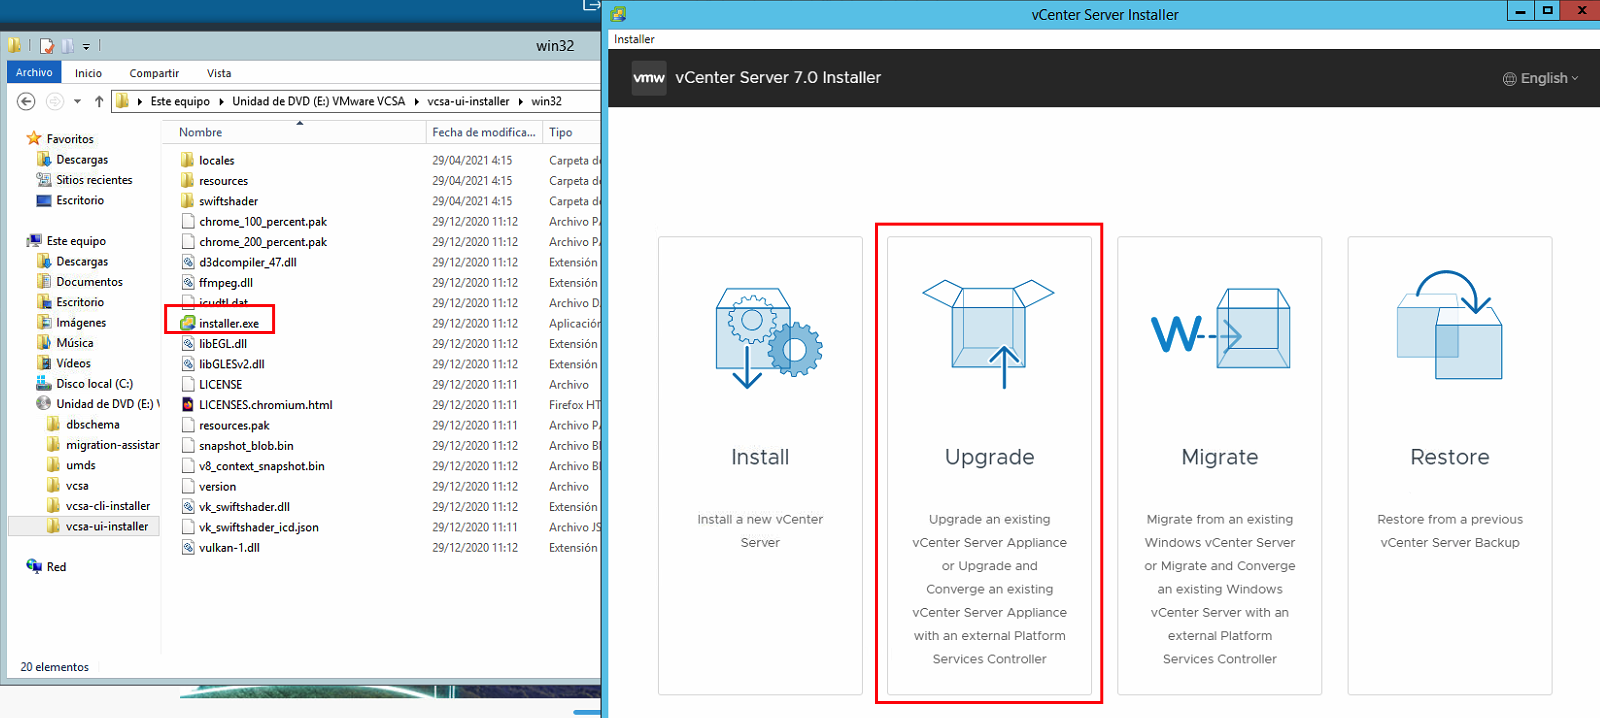 win32
Archivo
Inicio
Compartir
Vista
Este equipo
Unidad de DVD (E:) VMware VCSA
vcsa-ui-installer
win32
Favoritos
Descargas
Sitios recientes
Escritorio
Este equipo
Descargas
Documentos
Escritorio
Imágenes
Música
Vídeos
Disco local (C:)
Unidad de DVD (E:) V
dbschema
migration-assistan
umds
vcsa
vcsa-cli-installer
vcsa-ui-installer
Red
Nombre Fecha de modifica... Tipo
locales 29/04/2021 4:15 Carpeta de
resources 29/04/2021 4:15 Carpeta de
swiftshader 29/04/2021 4:15 Carpeta de
chrome_100_percent.pak 29/12/2020 11:12 Archivo PA
chrome_200_percent.pak 29/12/2020 11:12 Archivo PA
d3dcompiler_47.dll 29/12/2020 11:12 Extensión
ffmpeg.dll 29/12/2020 11:12 Extensión
icudtl.dat 29/12/2020 11:12 Archivo D
installer.exe 29/12/2020 11:12 Aplicación
libEGL.dll 29/12/2020 11:12 Extensión
libGLESv2.dll 29/12/2020 11:12 Extensión
LICENSE 29/12/2020 11:11 Archivo
LICENSES.chromium.html 29/12/2020 11:11 Firefox HT
resources.pak 29/12/2020 11:11 Archivo PA
snapshot_blob.bin 29/12/2020 11:12 Archivo BI
v8_context_snapshot.bin 29/12/2020 11:12 Archivo BI
version 29/12/2020 11:12 Archivo
vk_swiftshader.dll 29/12/2020 11:12 Extensión
vk_swiftshader_icd.json 29/12/2020 11:11 Archivo JS
vulkan-1.dll 29/12/2020 11:12 Extensión
20 elementos
vCenter Server Installer
Installer
vmw vCenter Server 7.0 Installer
English
Install
Install a new vCenter
Server
Upgrade
Upgrade an existing
vCenter Server Appliance
or Upgrade and
Converge an existing
vCenter Server Appliance
with an external Platform
Services Controller
W
Migrate
Migrate from an existing
Windows vCenter Server
or Migrate and Converge
an existing Windows
vCenter Server with an
external Platform
Services Controller
Restore
Restore from a previous
vCenter Server Backup